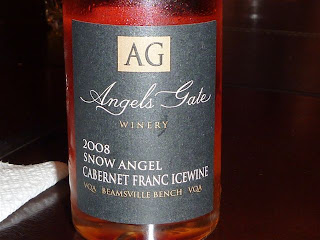 AG
Angels Gate
WINERY
2008
SNOW ANGEL
CABERNET FRANC ICEWINE
VQA BEAMSVILLE BENCH VQA